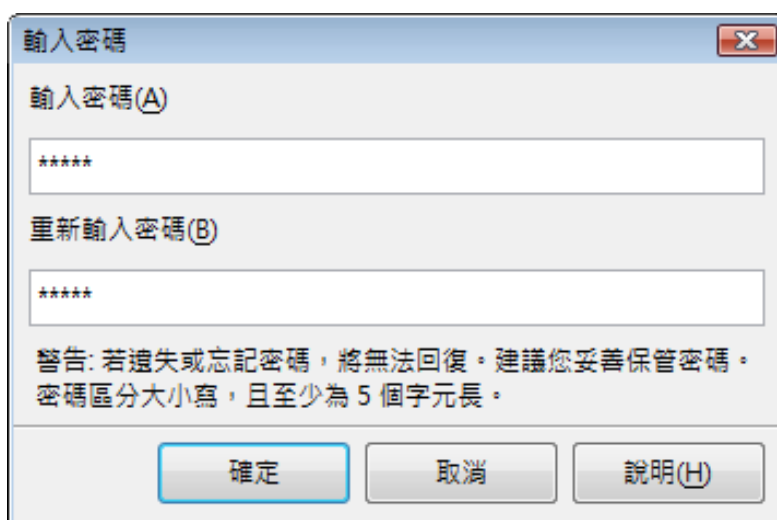 輸入密碼
輸入密碼(A)
*****
重新輸入密碼(B)
*****
警告: 若遺失或忘記密碼，將無法回復。建議您妥善保管密碼。
密碼區分大小寫，且至少為 5 個字元長。
確定 取消 說明(H)